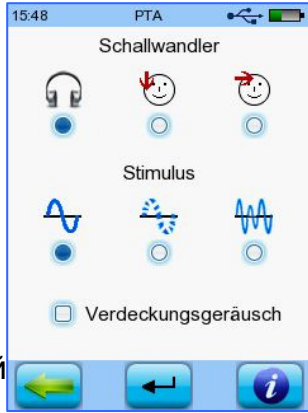 15:48 PTA
Schallwandler
Stimulus
Verdeckungsgeräusch
й
i